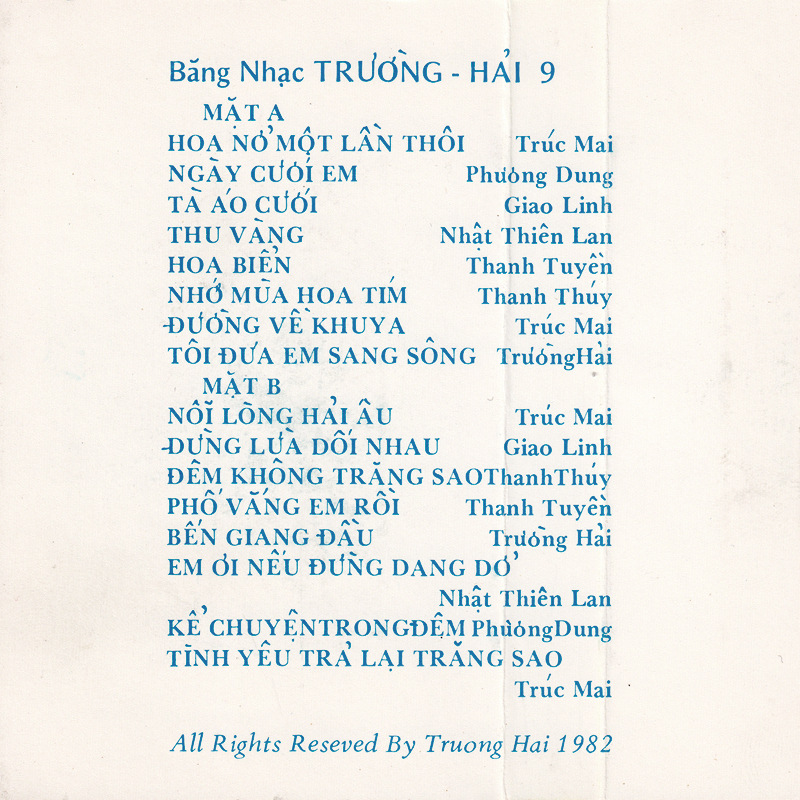 Băng Nhạc TRƯỜNG - HẢI 9
MẶT A
HOA NỞ MỘT LẦN THÔI Trúc Mai
NGÀY CƯỚI EM Phương Dung
TÀ ÁO CƯỚI Giao Linh
THU VÀNG Nhật Thiên Lan
HOA BIỂN Thanh Tuyền
NHỚ MÙA HOA TÍM Thanh Thúy
ĐƯỜNG VỀ KHUYA Trúc Mai
TÔI ĐƯA EM SANG SÔNG TrườngHải
MẶT B
NỖI LÒNG HẢI ÂU Trúc Mai
ĐỪNG LỪA DỐI NHAU Giao Linh
ĐÊM KHÔNG TRĂNG SAOThanhThúy
PHỐ VẮNG EM RỒI Thanh Tuyền
BẾN GIANG ĐẦU Trường Hải
EM ƠI NẾU ĐỪNG DANG DỞ
Nhật Thiên Lan
KỂ CHUYỆNTRONGĐÊM PhườngDung
TÌNH YÊU TRẢ LẠI TRĂNG SAO
Trúc Mai
All Rights Reseved By Truong Hai 1982